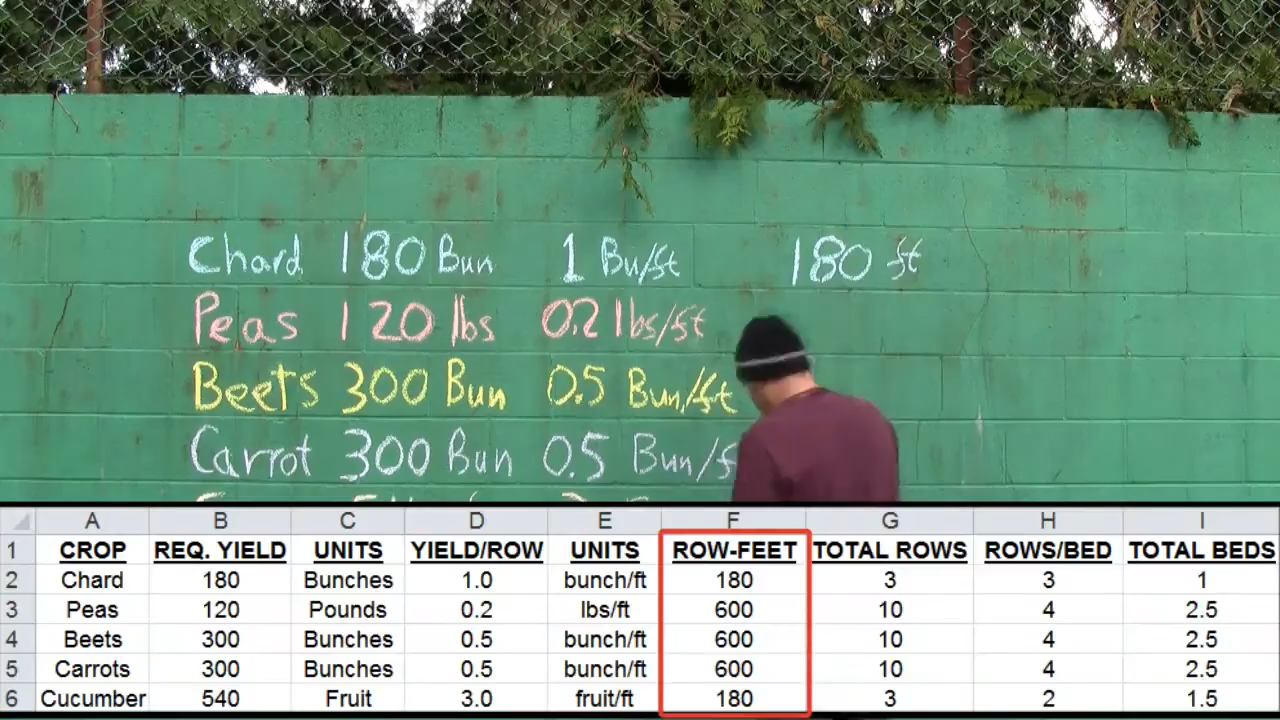 Chard 180 Bun 1 Bu/ft 180 ft
Peas 120 lbs 0.2 lbs/ft
Beets 300 Bun 0.5 Bun/ft
Carrot 300 Bun 0.5 Bun/f
A B C D E F G H I
1 CROP REQ. YIELD UNITS YIELD/ROW UNITS ROW-FEET TOTAL ROWS ROWS/BED TOTAL BEDS
2 Chard 180 Bunches 1.0 bunch/ft 180 3 3 1
3 Peas 120 Pounds 0.2 lbs/ft 600 10 4 2.5
4 Beets 300 Bunches 0.5 bunch/ft 600 10 4 2.5
5 Carrots 300 Bunches 0.5 bunch/ft 600 10 4 2.5
6 Cucumber 540 Fruit 3.0 fruit/ft 180 3 2 1.5